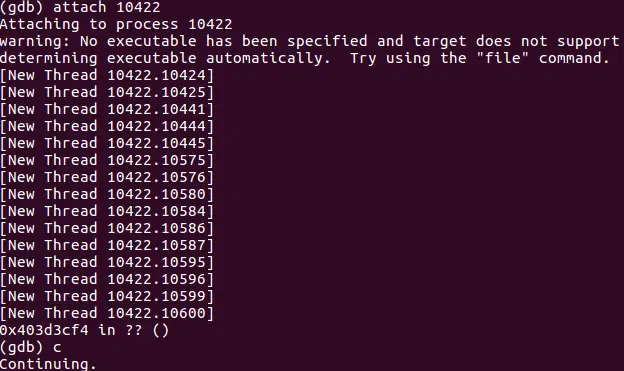 (gdb) attach 10422
Attaching to process 10422
warning: No executable has been specified and target does not support
determining executable automatically.  Try using the "file" command.
[New Thread 10422.10424]
[New Thread 10422.10425]
[New Thread 10422.10441]
[New Thread 10422.10444]
[New Thread 10422.10445]
[New Thread 10422.10575]
[New Thread 10422.10576]
[New Thread 10422.10580]
[New Thread 10422.10584]
[New Thread 10422.10586]
[New Thread 10422.10587]
[New Thread 10422.10595]
[New Thread 10422.10596]
[New Thread 10422.10599]
[New Thread 10422.10600]
0x403d3cf4 in ?? ()
(gdb) c
Continuing.